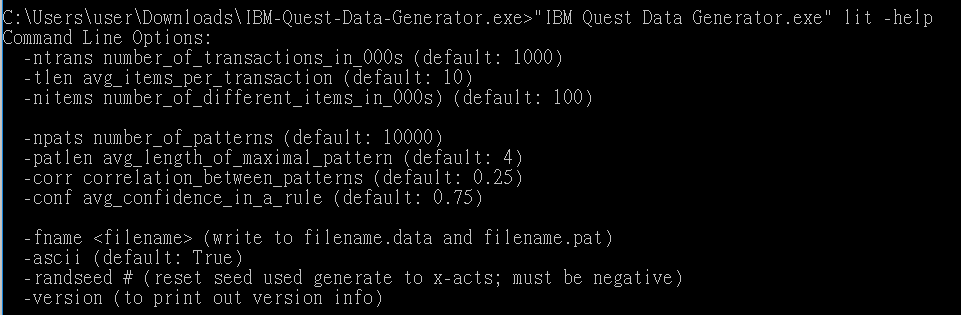 C:\Users\user\Downloads\IBM-Quest-Data-Generator.exe>"IBM Quest Data Generator.exe" lit -help
Command Line Options:
-ntrans number_of_transactions_in_000s (default: 1000)
-tlen avg_items_per_transaction (default: 10)
-nitems number_of_different_items_in_000s) (default: 100)
-npats number_of_patterns (default: 10000)
-patlen avg_length_of_maximal_pattern (default: 4)
-corr correlation_between_patterns (default: 0.25)
-conf avg_confidence_in_a_rule (default: 0.75)
-fname <filename> (write to filename.data and filename.pat)
-ascii (default: True)
-randseed # (reset seed used generate to x-acts; must be negative)
-version (to print out version info)